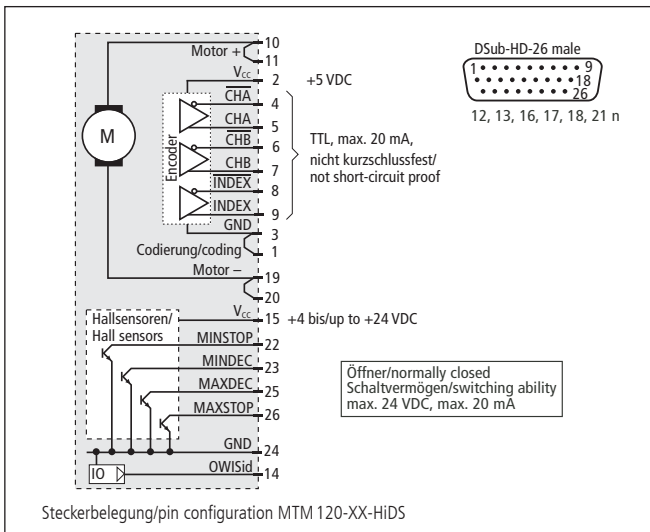 10
Motor +
11
Vcc 2 +5 VDC
CHA 4
CHA 5
CHB 6
CHB 7
INDEX 8
INDEX 9
GND 3
Codierung/coding 1
Motor – 19
20
M
Encoder
TTL, max. 20 mA,
nicht kurzschlussfest/
not short-circuit proof
DSub-HD-26 male
1 9
18
26
12, 13, 16, 17, 18, 21 n
Hallsensoren/
Hall sensors
Vcc 15 +4 bis/up to +24 VDC
MINSTOP 22
MINDEC 23
MAXDEC 25
MAXSTOP 26
GND 24
IO OWISid 14
Öffner/normally closed
Schaltvermögen/switching ability
max. 24 VDC, max. 20 mA
Steckerbelegung/pin configuration MTM 120-XX-HiDS